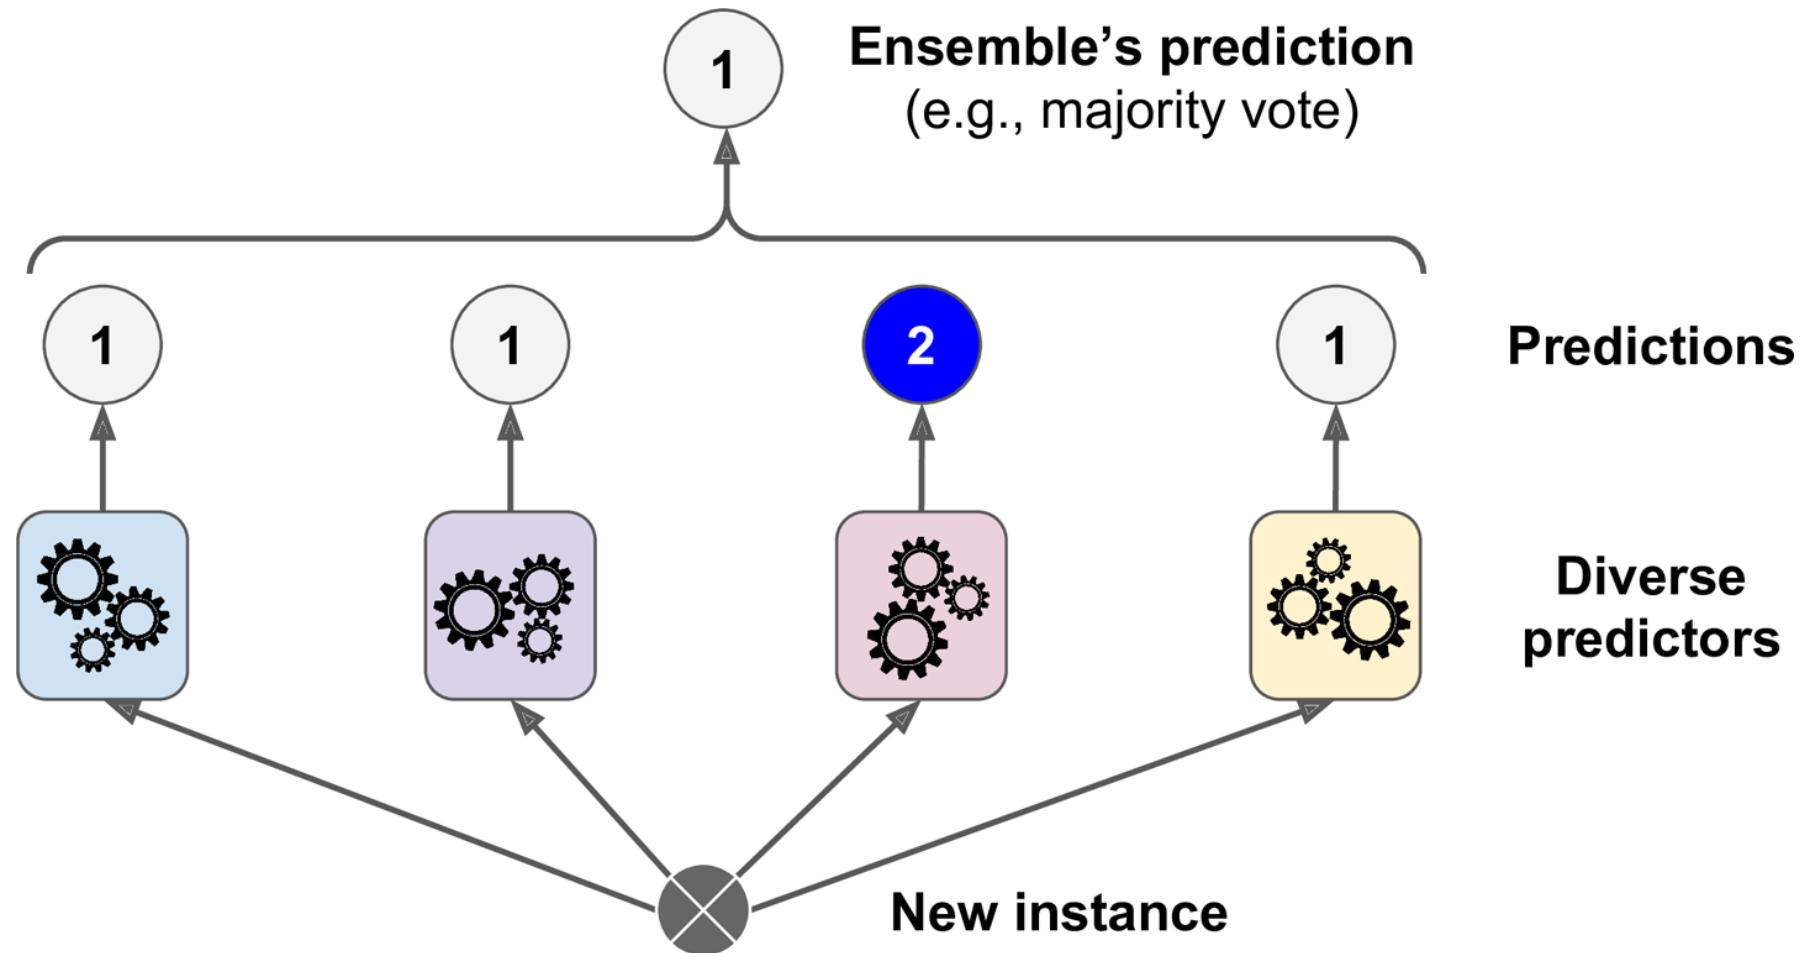 1
Ensemble’s prediction
(e.g., majority vote)
1
1
2
1
Predictions
Diverse
predictors
New instance